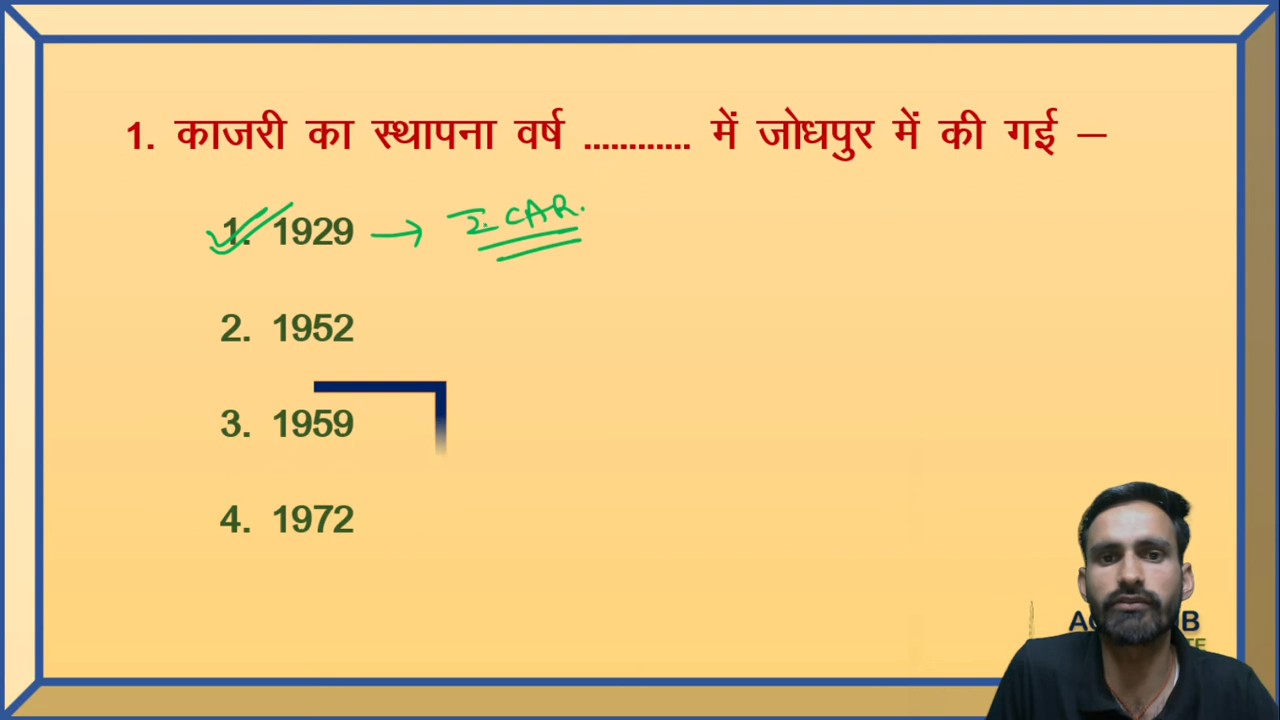 1. काजरी का स्थापना वर्ष ............ में जोधपुर में की गई –
1. 1929 → I.CAR.
2. 1952
3. 1959
4. 1972